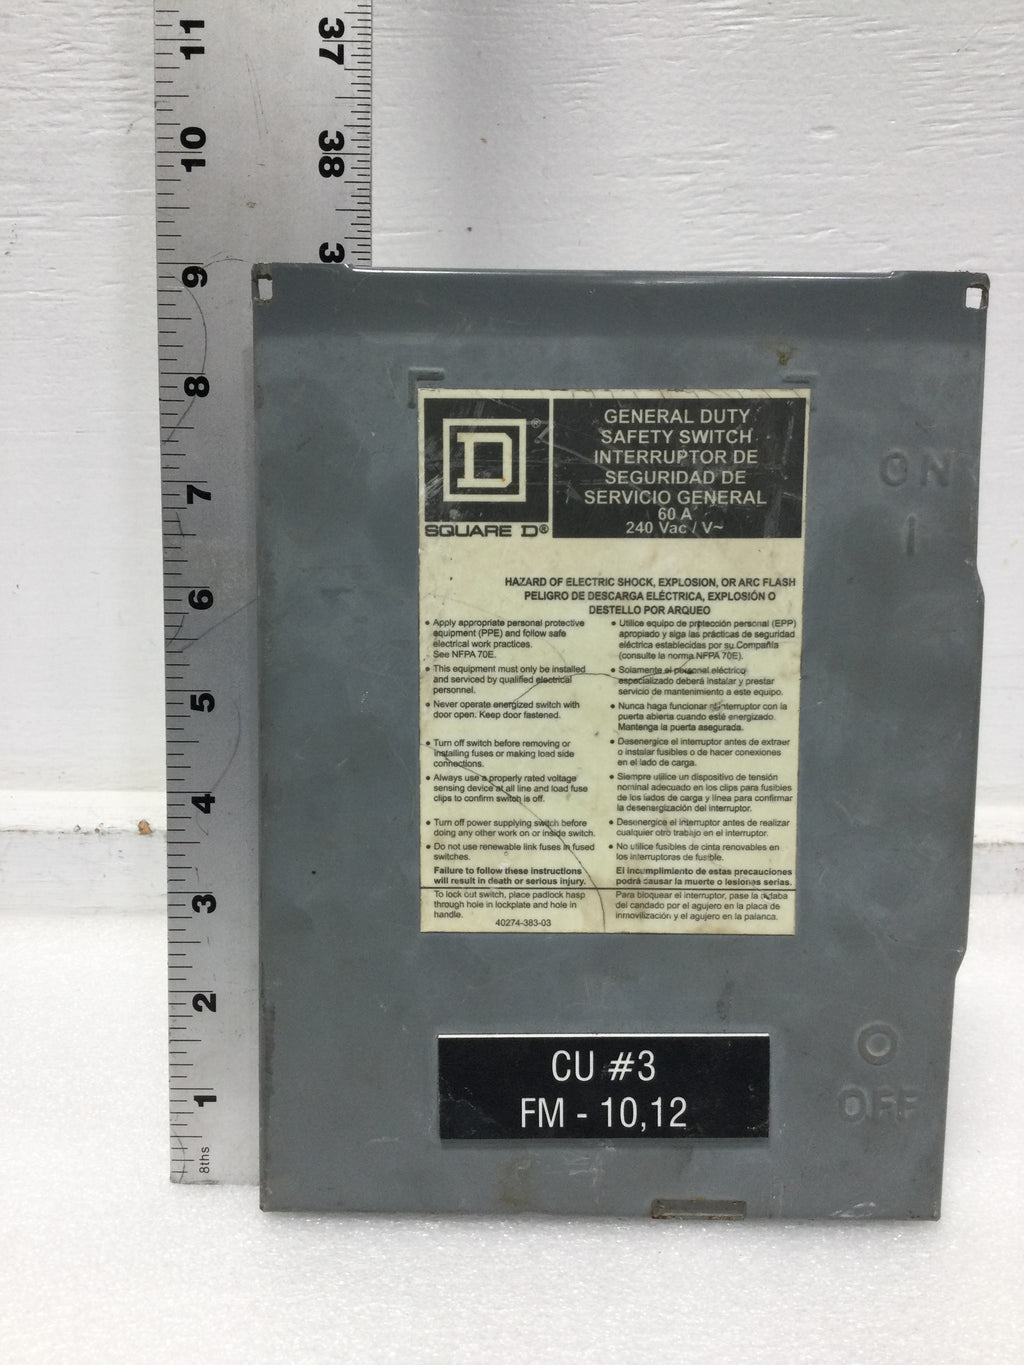 11
10
9
8
7
6
5
4
3
2
1
8ths
37
38
3
D®
SQUARE D®
GENERAL DUTY
SAFETY SWITCH
INTERRUPTOR DE
SEGURIDAD DE
SERVICIO GENERAL
60 A
240 Vac / V~
HAZARD OF ELECTRIC SHOCK, EXPLOSION, OR ARC FLASH
PELIGRO DE DESCARGA ELÉCTRICA, EXPLOSIÓN O
DESTELLO POR ARQUEO
• Apply appropriate personal protective
equipment (PPE) and follow safe
electrical work practices.
See NFPA 70E.
• This equipment must only be installed
and serviced by qualified electrical
personnel.
• Never operate energized switch with
door open. Keep door fastened.
• Turn off switch before removing or
installing fuses or making load side
connections.
• Always use a properly rated voltage
sensing device at all line and load fuse
clips to confirm switch is off.
• Turn off power supplying switch before
doing any other work on or inside switch.
• Do not use renewable link fuses in fused
switches.
Failure to follow these instructions
will result in death or serious injury.
To lock out switch, place padlock hasp
through hole in lockplate and hole in
handle.
40274-383-03
• Utilice equipo de protección personal (EPP)
apropiado y siga las prácticas de seguridad
eléctrica establecidas por su Compañía
(consulte la norma NFPA 70E).
• Solamente el personal eléctrico
especializado deberá instalar y prestar
servicio de mantenimiento a este equipo.
• Nunca haga funcionar el interruptor con la
puerta abierta cuando esté energizado.
Mantenga la puerta asegurada.
• Desenergice el interruptor antes de extraer
o instalar fusibles o de hacer conexiones
en el lado de carga.
• Siempre utilice un dispositivo de tensión
nominal adecuado en los clips para fusibles
de los lados de carga y línea para confirmar
la desenergización del interruptor.
• Desenergice el interruptor antes de realizar
cualquier otro trabajo en el interruptor.
• No utilice fusibles de cinta renovables en
los interruptores de fusible.
El incumplimiento de estas precauciones
podrá causar la muerte o lesiones serias.
Para bloquear el interruptor, pase la aldaba
del candado por el agujero en la placa de
inmovilización y el agujero en la palanca.
ON
I
O
OFF
CU #3
FM - 10,12